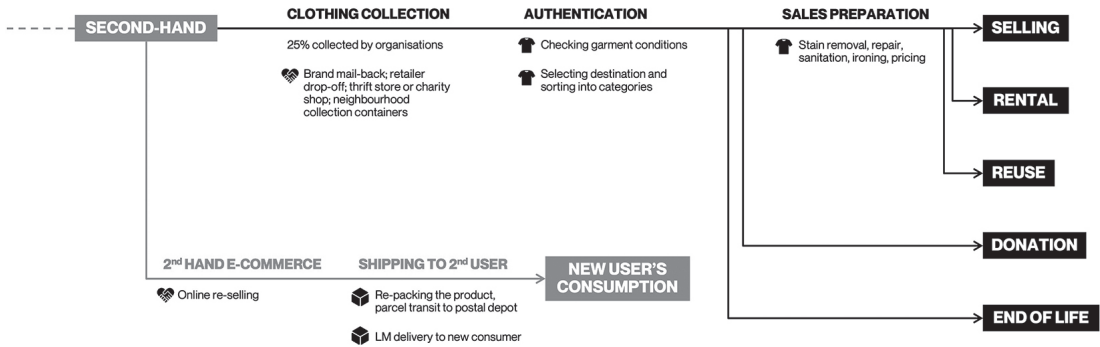 SECOND-HAND
CLOTHING COLLECTION
25% collected by organisations
Brand mail-back; retailer
drop-off; thrift store or charity
shop; neighbourhood
collection containers
AUTHENTICATION
Checking garment conditions
Selecting destination and
sorting into categories
SALES PREPARATION
Stain removal, repair,
sanitation, ironing, pricing
SELLING
RENTAL
REUSE
DONATION
END OF LIFE
2nd HAND E-COMMERCE
Online re-selling
SHIPPING TO 2nd USER
Re-packing the product,
parcel transit to postal depot
LM delivery to new consumer
NEW USER'S
CONSUMPTION